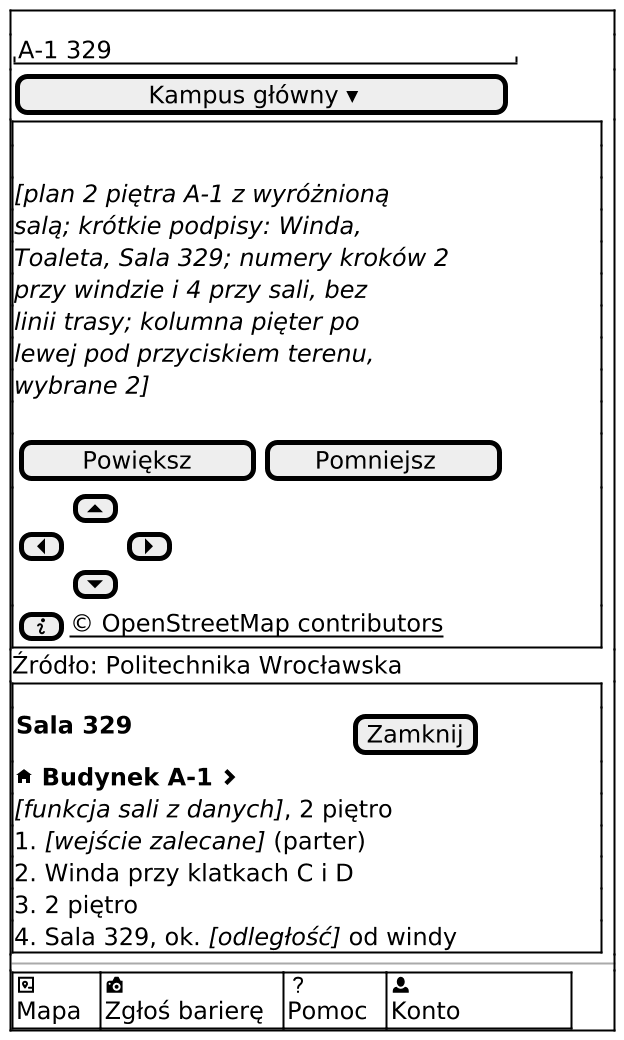 A-1 329
Kampus główny ▾
[plan 2 piętra A-1 z wyróżnioną
salą; krótkie podpisy: Winda,
Toaleta, Sala 329; numery kroków 2
przy windzie i 4 przy sali, bez
linii trasy; kolumna pięter po
lewej pod przyciskiem terenu,
wybrane 2]
Powiększ Pomniejsz
i © OpenStreetMap contributors
Źródło: Politechnika Wrocławska
Sala 329 Zamknij
Budynek A-1
[funkcja sali z danych], 2 piętro
1. [wejście zalecane] (parter)
2. Winda przy klatkach C i D
3. 2 piętro
4. Sala 329, ok. [odległość] od windy
?
Mapa Zgłoś barierę Pomoc Konto